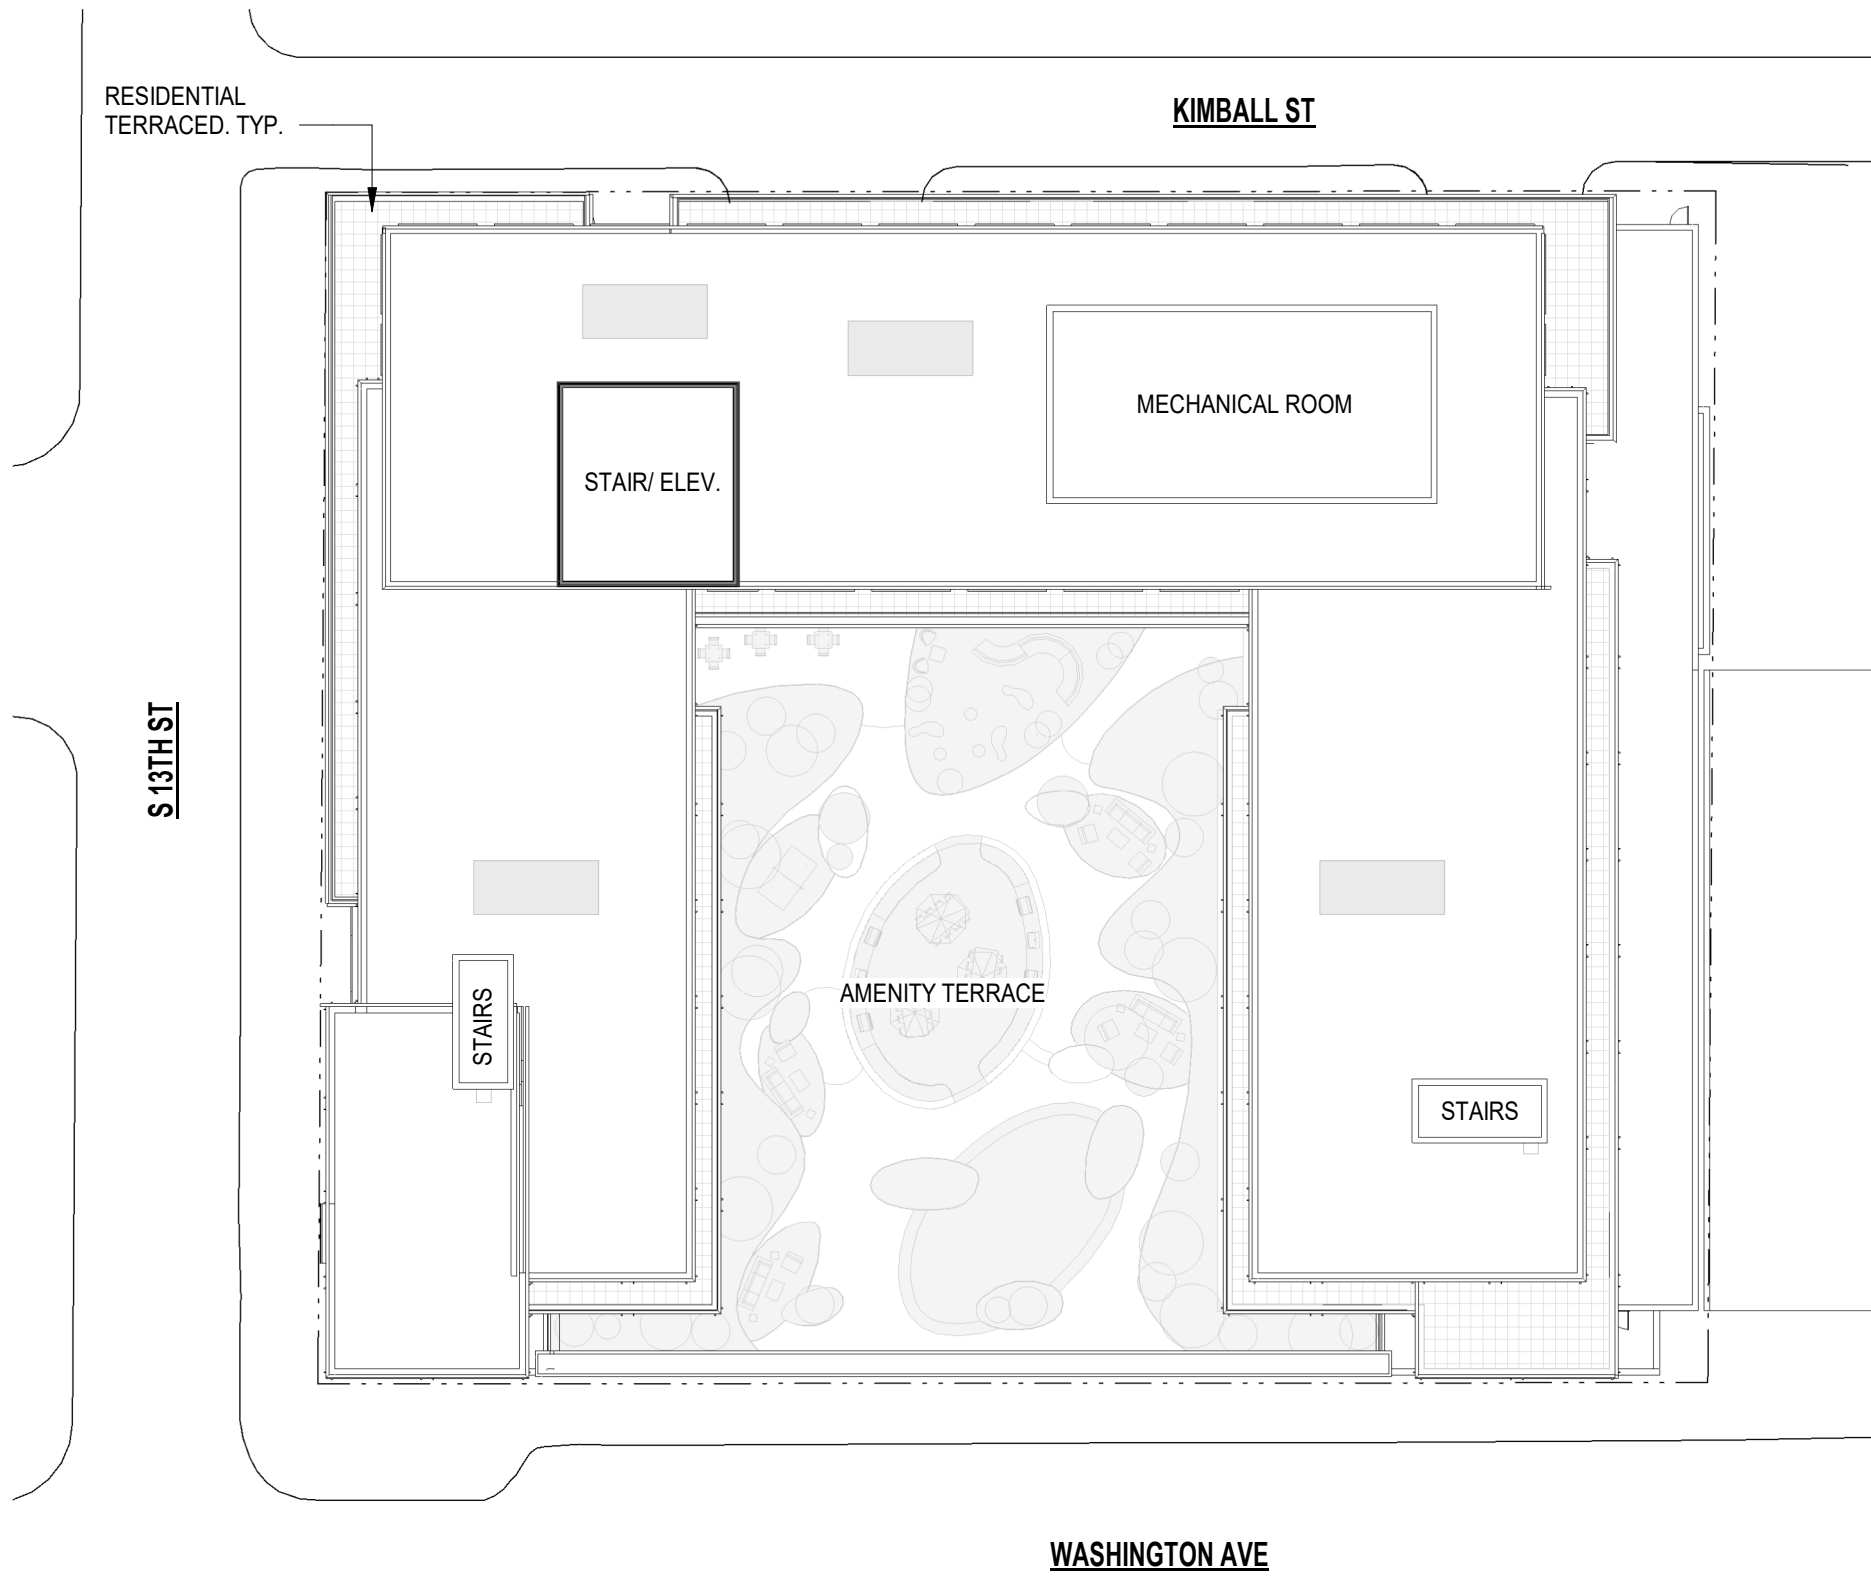 RESIDENTIAL
TERRACED. TYP.
KIMBALL ST
MECHANICAL ROOM
STAIR/ ELEV.
S 13TH ST
AMENITY TERRACE
STAIRS
STAIRS
WASHINGTON AVE